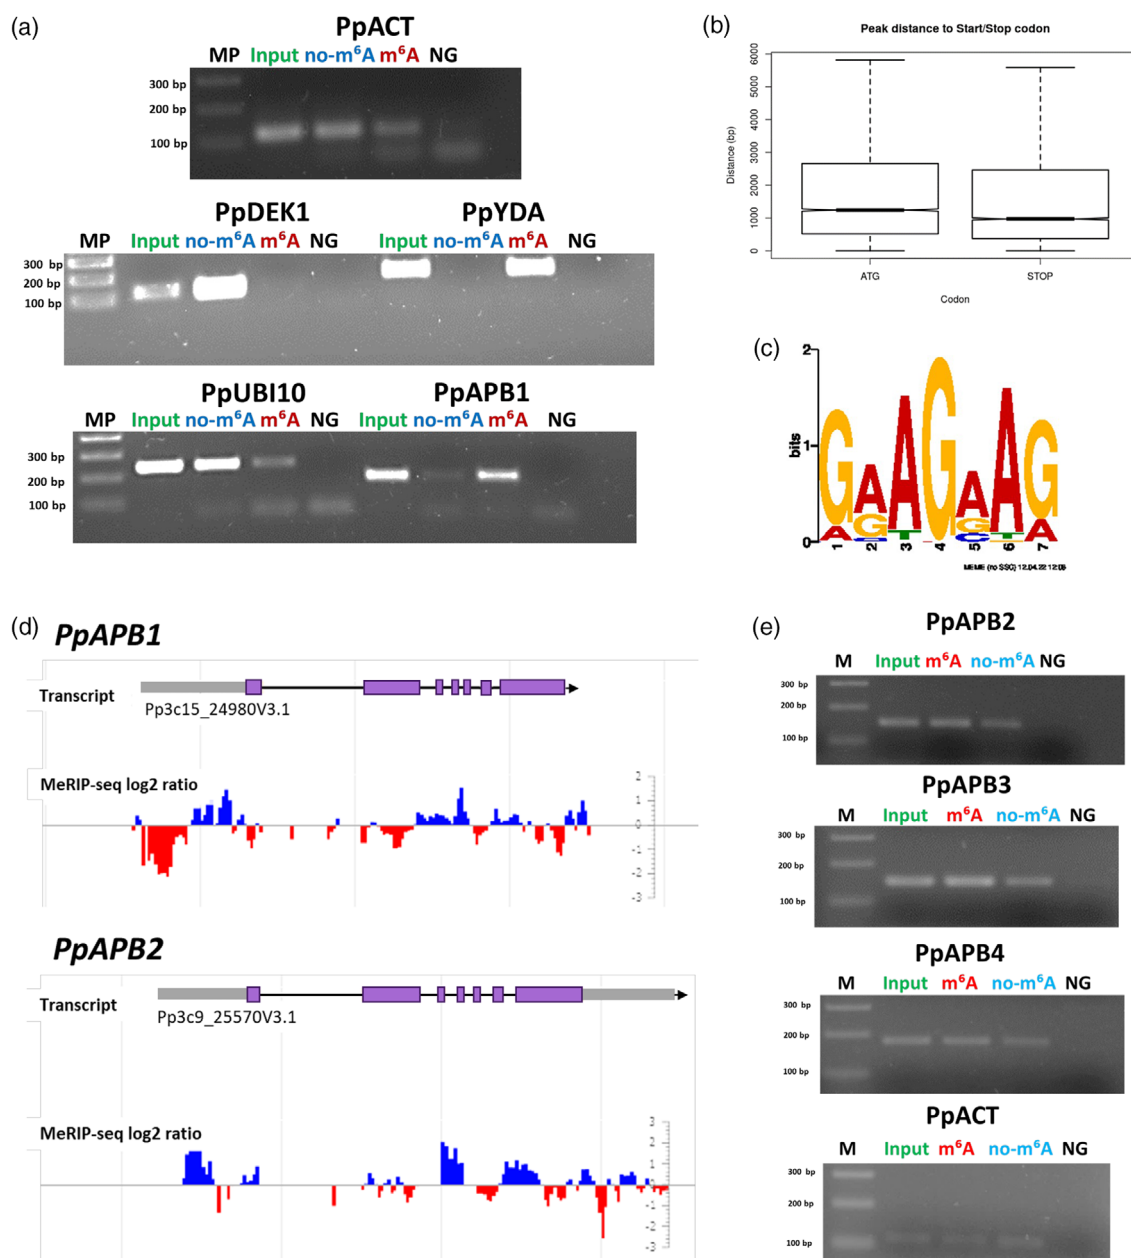 (a)
PpACT
MP Input no-m⁶A m⁶A NG
300 bp
200 bp
100 bp
PpDEK1 PpYDA
MP Input no-m⁶A m⁶A NG Input no-m⁶A m⁶A NG
300 bp
200 bp
100 bp
PpUBI10 PpAPB1
MP Input no-m⁶A m⁶A NG Input no-m⁶A m⁶A NG
300 bp
200 bp
100 bp
(b)
Peak distance to Start/Stop codon
Distance (bp)
6000
5000
4000
3000
2000
1000
0
ATG STOP
Codon
(c)
bits
2
1
0
G A A G A A G
A G T G T A
C C
1 2 3 4 5 6 7
MEME (no SSC) 12.04.22 12:08
(d)
PpAPB1
Transcript
Pp3c15_24980V3.1
MeRIP-seq log2 ratio
2
1
0
-1
-2
-3
PpAPB2
Transcript
Pp3c9_25570V3.1
MeRIP-seq log2 ratio
3
2
1
0
-1
-2
-3
(e)
PpAPB2
M Input m⁶A no-m⁶A NG
300 bp
200 bp
100 bp
PpAPB3
M Input m⁶A no-m⁶A NG
300 bp
200 bp
100 bp
PpAPB4
M Input m⁶A no-m⁶A NG
300 bp
200 bp
100 bp
PpACT
M Input m⁶A no-m⁶A NG
300 bp
200 bp
100 bp